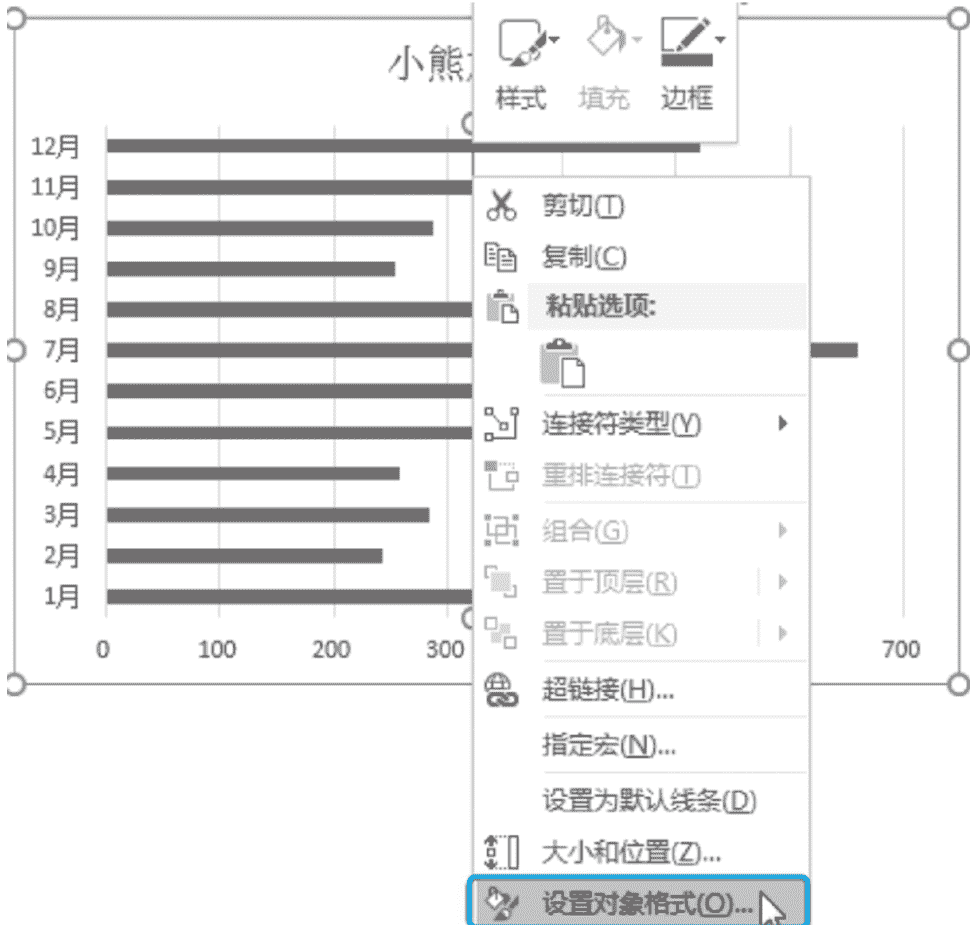 小熊
样式 填充 边框
12月
11月
10月
9月
8月
7月
6月
5月
4月
3月
2月
1月
0 100 200 300 700
剪切(T)
复制(C)
粘贴选项:
连接符类型(Y)
重排连接符(T)
组合(G)
置于顶层(R)
置于底层(K)
超链接(H)...
指定宏(N)...
设置为默认线条(D)
大小和位置(Z)...
设置对象格式(O)...